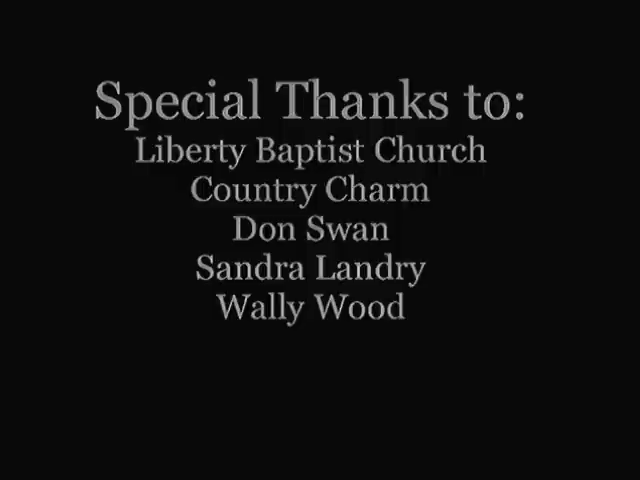 Special Thanks to:
Liberty Baptist Church
Country Charm
Don Swan
Sandra Landry
Wally Wood